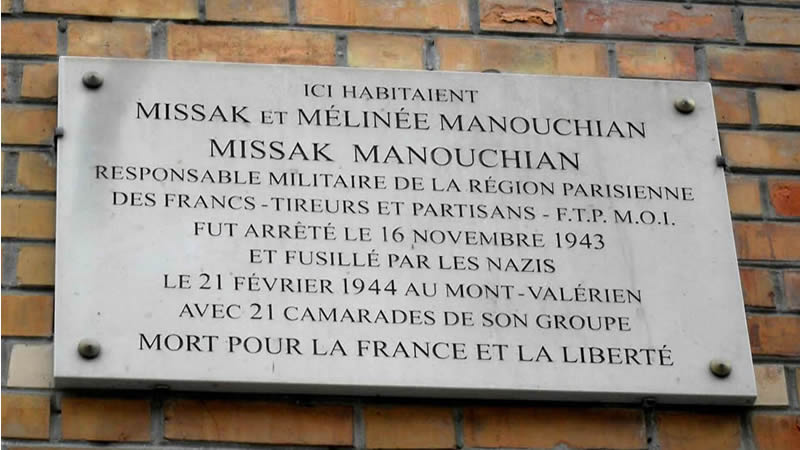 ICI HABITAIENT
MISSAK ET MÉLINÉE MANOUCHIAN
MISSAK MANOUCHIAN
RESPONSABLE MILITAIRE DE LA RÉGION PARISIENNE
DES FRANCS-TIREURS ET PARTISANS - F.T.P. M.O.I.
FUT ARRÊTÉ LE 16 NOVEMBRE 1943
ET FUSILLÉ PAR LES NAZIS
LE 21 FÉVRIER 1944 AU MONT-VALÉRIEN
AVEC 21 CAMARADES DE SON GROUPE
MORT POUR LA FRANCE ET LA LIBERTÉ